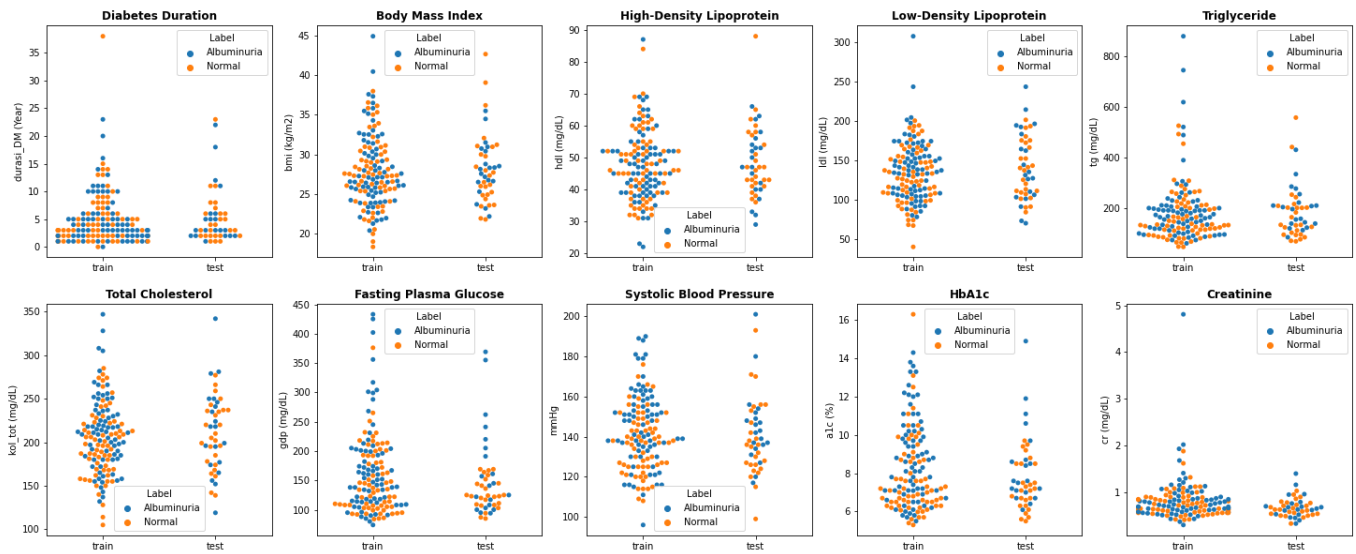 Diabetes Duration
durasi_DM (Year)
35
30
25
20
15
10
5
0
Label
Albuminuria
Normal
train
test
Body Mass Index
bmi (kg/m2)
45
40
35
30
25
20
Label
Albuminuria
Normal
train
test
High-Density Lipoprotein
hdl (mg/dL)
90
80
70
60
50
40
30
20
Label
Albuminuria
Normal
train
test
Low-Density Lipoprotein
ldl (mg/dL)
300
250
200
150
100
50
Label
Albuminuria
Normal
train
test
Triglyceride
tg (mg/dL)
800
600
400
200
Label
Albuminuria
Normal
train
test
Total Cholesterol
kol_tot (mg/dL)
350
300
250
200
150
100
Label
Albuminuria
Normal
train
test
Fasting Plasma Glucose
gdp (mg/dL)
450
400
350
300
250
200
150
100
Label
Albuminuria
Normal
train
test
Systolic Blood Pressure
mmHg
200
180
160
140
120
100
Label
Albuminuria
Normal
train
test
HbA1c
a1c (%)
16
14
12
10
8
6
Label
Albuminuria
Normal
train
test
Creatinine
cr (mg/dL)
5
4
3
2
1
Label
Albuminuria
Normal
train
test